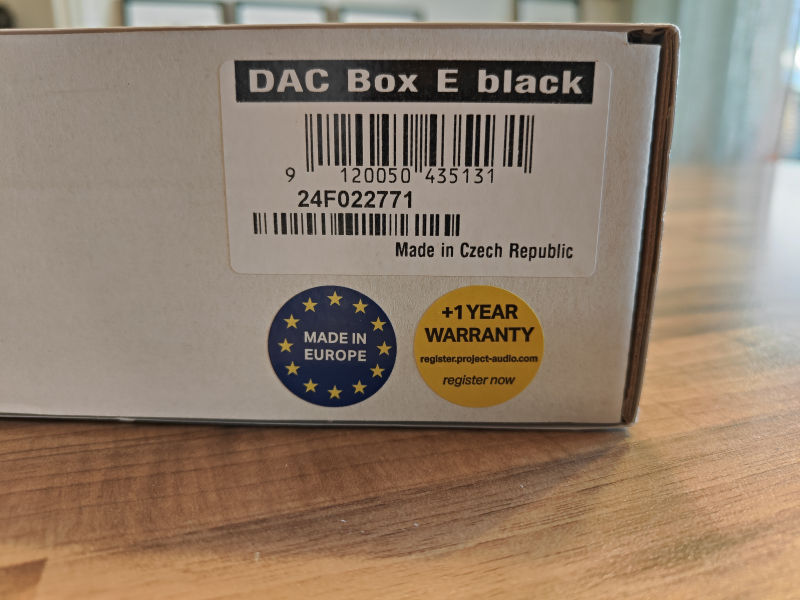 DAC Box E black
9 120050 435131
24F022771
Made in Czech Republic
MADE IN
EUROPE
+1 YEAR
WARRANTY
register.project-audio.com
register now